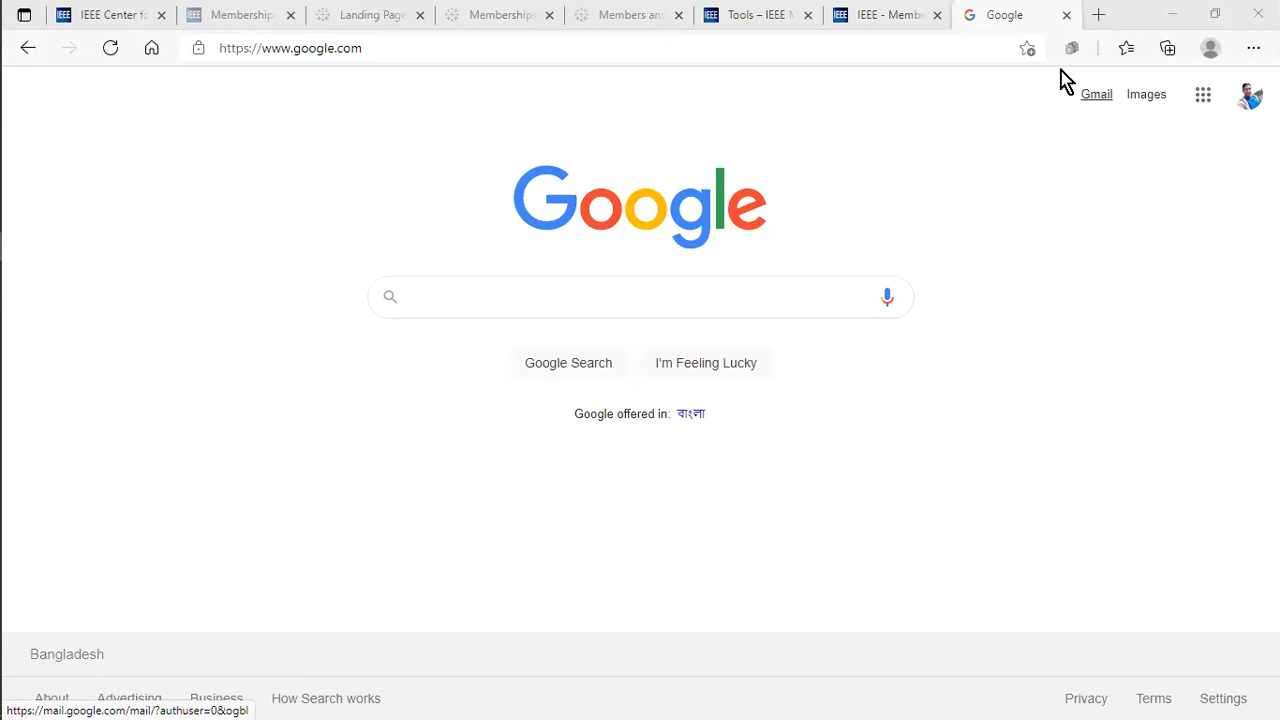 IEEE Center fo
Membership
Landing Page
Membership
Members and
Tools – IEEE M
IEEE - Membe
Google
https://www.google.com
Gmail
Images
Google
Google Search
I'm Feeling Lucky
Google offered in: বাংলা
Bangladesh
About
Advertising
Business
How Search works
Privacy
Terms
Settings
https://mail.google.com/mail/?authuser=0&ogbl